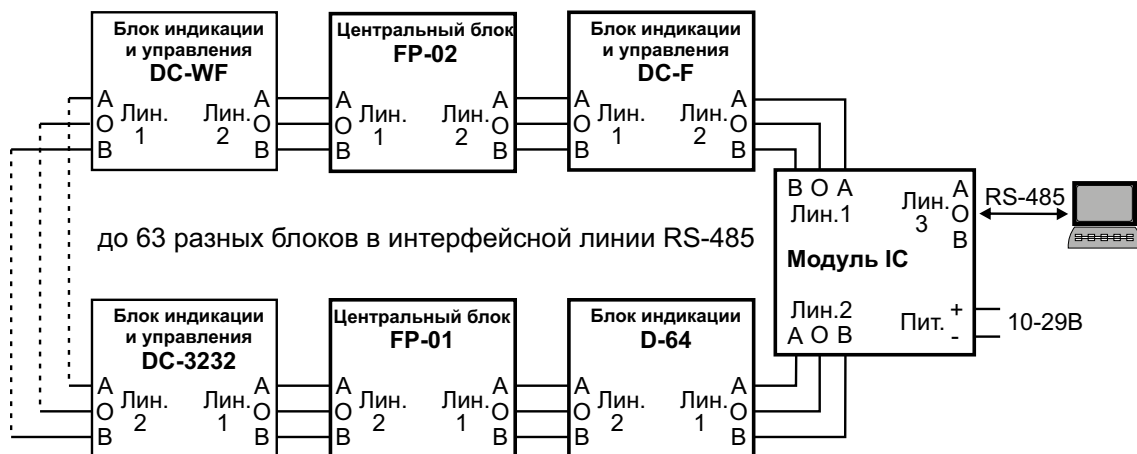 Блок индикации
и управления
DC-WF
A
O
B
Лин.
1
Лин.
2
A
O
B
Центральный блок
FP-02
A
O
B
Лин.
1
Лин.
2
A
O
B
Блок индикации
и управления
DC-F
A
O
B
Лин.
1
Лин.
2
A
O
B
В О А
Лин.1
Лин.
3
A
O
B
RS-485
до 63 разных блоков в интерфейсной линии RS-485
Модуль IC
Лин.2
А О В
Пит.
+
-
10-29В
Блок индикации
и управления
DC-3232
A
O
B
Лин.
2
Лин.
1
A
O
B
Центральный блок
FP-01
A
O
B
Лин.
2
Лин.
1
A
O
B
Блок индикации
D-64
A
O
B
Лин.
2
Лин.
1
A
O
B